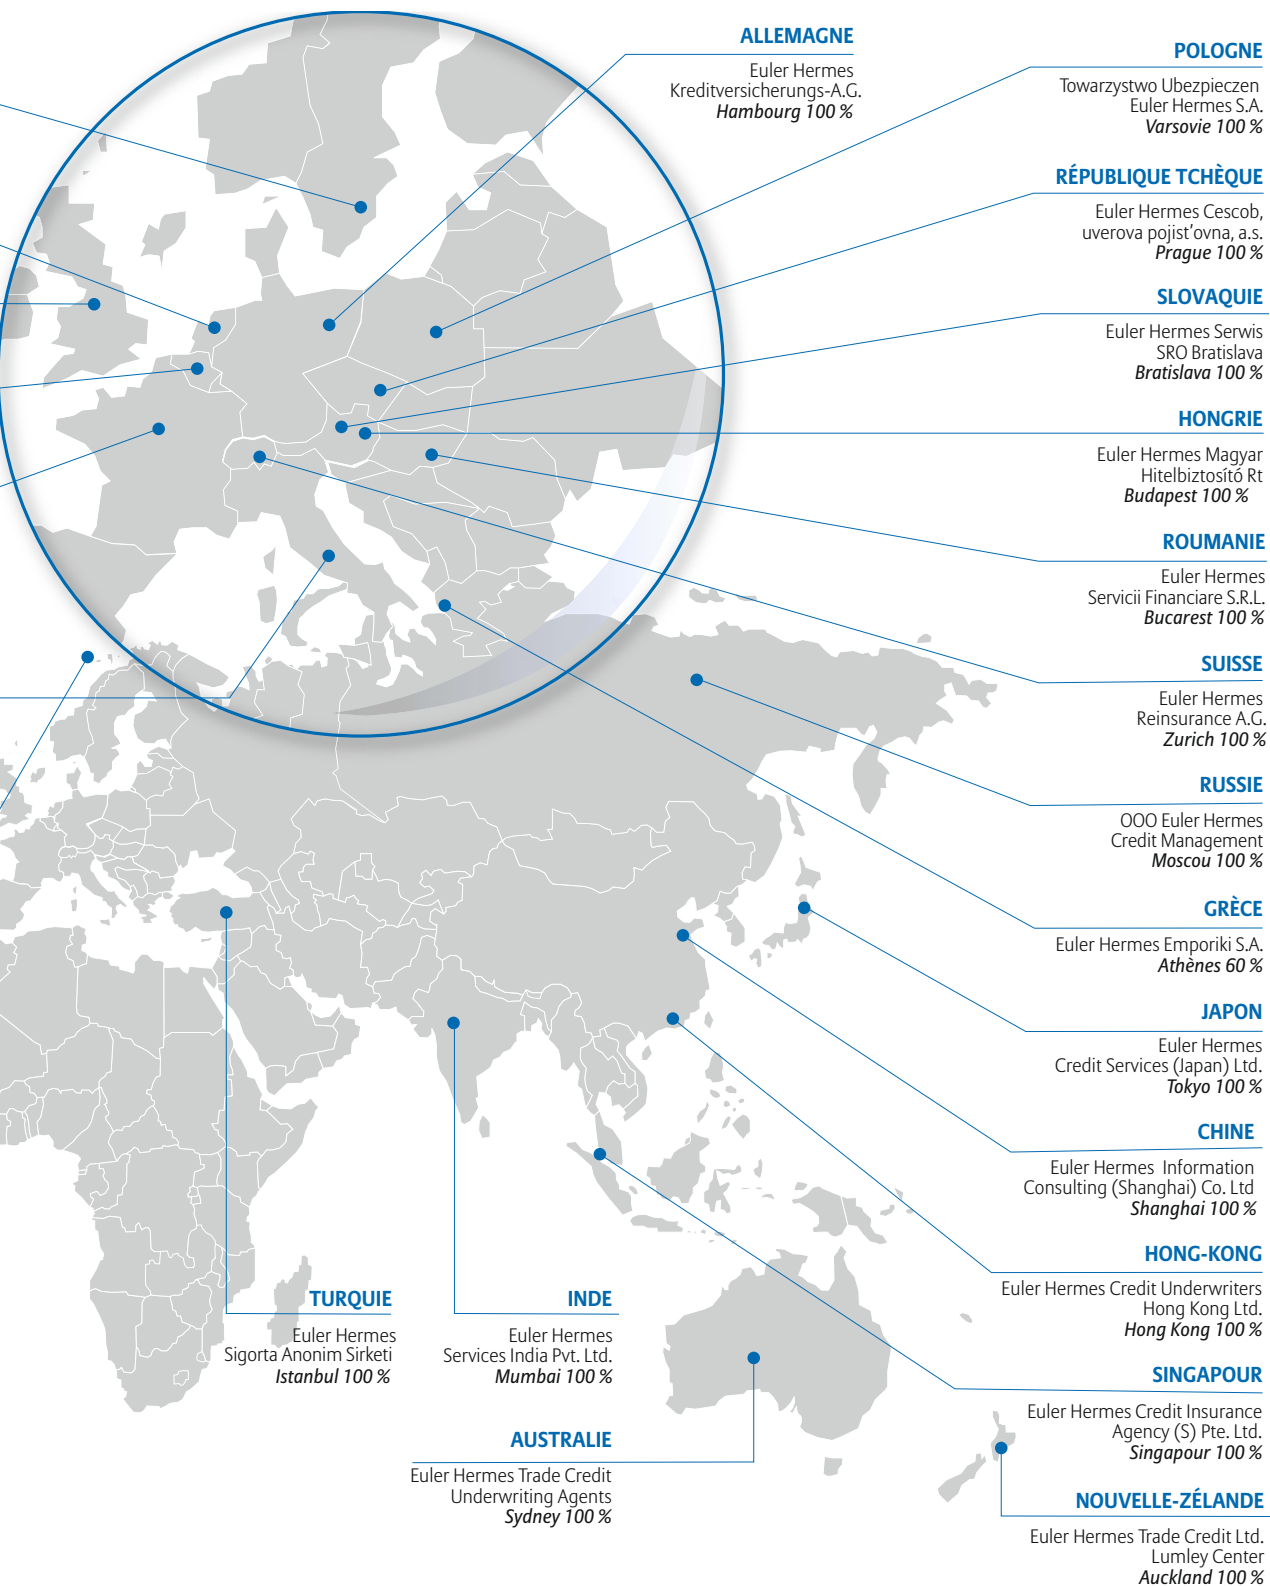 ALLEMAGNE
Euler Hermes
Kreditversicherungs-A.G.
Hambourg 100 %
POLOGNE
Towarzystwo Ubezpieczen
Euler Hermes S.A.
Varsovie 100 %
RÉPUBLIQUE TCHÈQUE
Euler Hermes Cescob,
uverova pojist'ovna, a.s.
Prague 100 %
SLOVAQUIE
Euler Hermes Serwis
SRO Bratislava
Bratislava 100 %
HONGRIE
Euler Hermes Magyar
Hitelbiztosító Rt
Budapest 100 %
ROUMANIE
Euler Hermes
Servicii Financiare S.R.L.
Bucarest 100 %
SUISSE
Euler Hermes
Reinsurance A.G.
Zurich 100 %
RUSSIE
OOO Euler Hermes
Credit Management
Moscou 100 %
GRÈCE
Euler Hermes Emporiki S.A.
Athènes 60 %
JAPON
Euler Hermes
Credit Services (Japan) Ltd.
Tokyo 100 %
CHINE
Euler Hermes Information
Consulting (Shanghai) Co. Ltd
Shanghai 100 %
HONG-KONG
Euler Hermes Credit Underwriters
Hong Kong Ltd.
Hong Kong 100 %
SINGAPOUR
Euler Hermes Credit Insurance
Agency (S) Pte. Ltd.
Singapour 100 %
NOUVELLE-ZÉLANDE
Euler Hermes Trade Credit Ltd.
Lumley Center
Auckland 100 %
TURQUIE
Euler Hermes
Sigorta Anonim Sirketi
Istanbul 100 %
INDE
Euler Hermes
Services India Pvt. Ltd.
Mumbai 100 %
AUSTRALIE
Euler Hermes Trade Credit
Underwriting Agents
Sydney 100 %